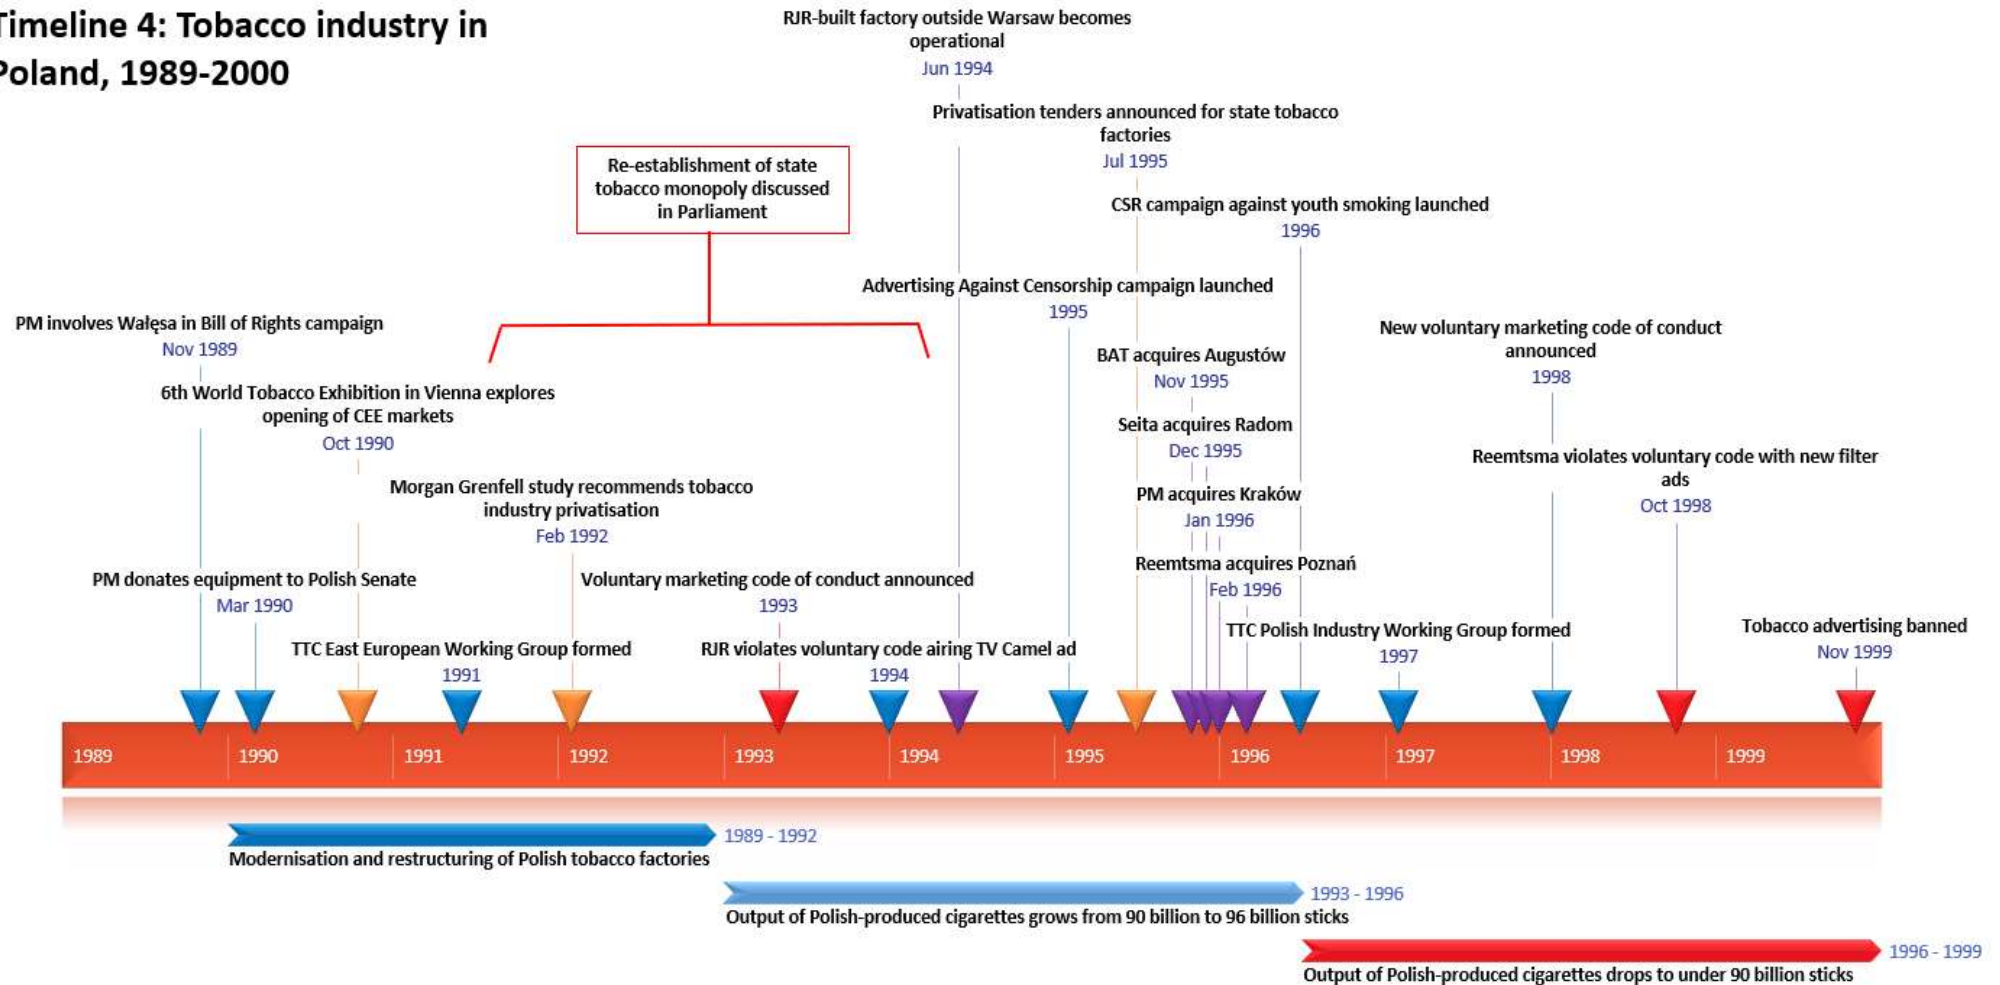 Timeline 4: Tobacco industry in
Poland, 1989-2000
RJR-built factory outside Warsaw becomes
operational
Jun 1994
Privatisation tenders announced for state tobacco
factories
Jul 1995
Re-establishment of state
tobacco monopoly discussed
in Parliament
CSR campaign against youth smoking launched
1996
Advertising Against Censorship campaign launched
1995
PM involves Wałęsa in Bill of Rights campaign
Nov 1989
New voluntary marketing code of conduct
announced
1998
BAT acquires Augustów
Nov 1995
6th World Tobacco Exhibition in Vienna explores
opening of CEE markets
Oct 1990
Seita acquires Radom
Dec 1995
Reemtsma violates voluntary code with new filter
ads
Oct 1998
Morgan Grenfell study recommends tobacco
industry privatisation
Feb 1992
PM acquires Kraków
Jan 1996
Reemtsma acquires Poznań
Feb 1996
PM donates equipment to Polish Senate
Mar 1990
Voluntary marketing code of conduct announced
1993
TTC Polish Industry Working Group formed
1997
Tobacco advertising banned
Nov 1999
TTC East European Working Group formed
1991
RJR violates voluntary code airing TV Camel ad
1994
1989 1990 1991 1992 1993 1994 1995 1996 1997 1998 1999
1989 - 1992
Modernisation and restructuring of Polish tobacco factories
1993 - 1996
Output of Polish-produced cigarettes grows from 90 billion to 96 billion sticks
1996 - 1999
Output of Polish-produced cigarettes drops to under 90 billion sticks